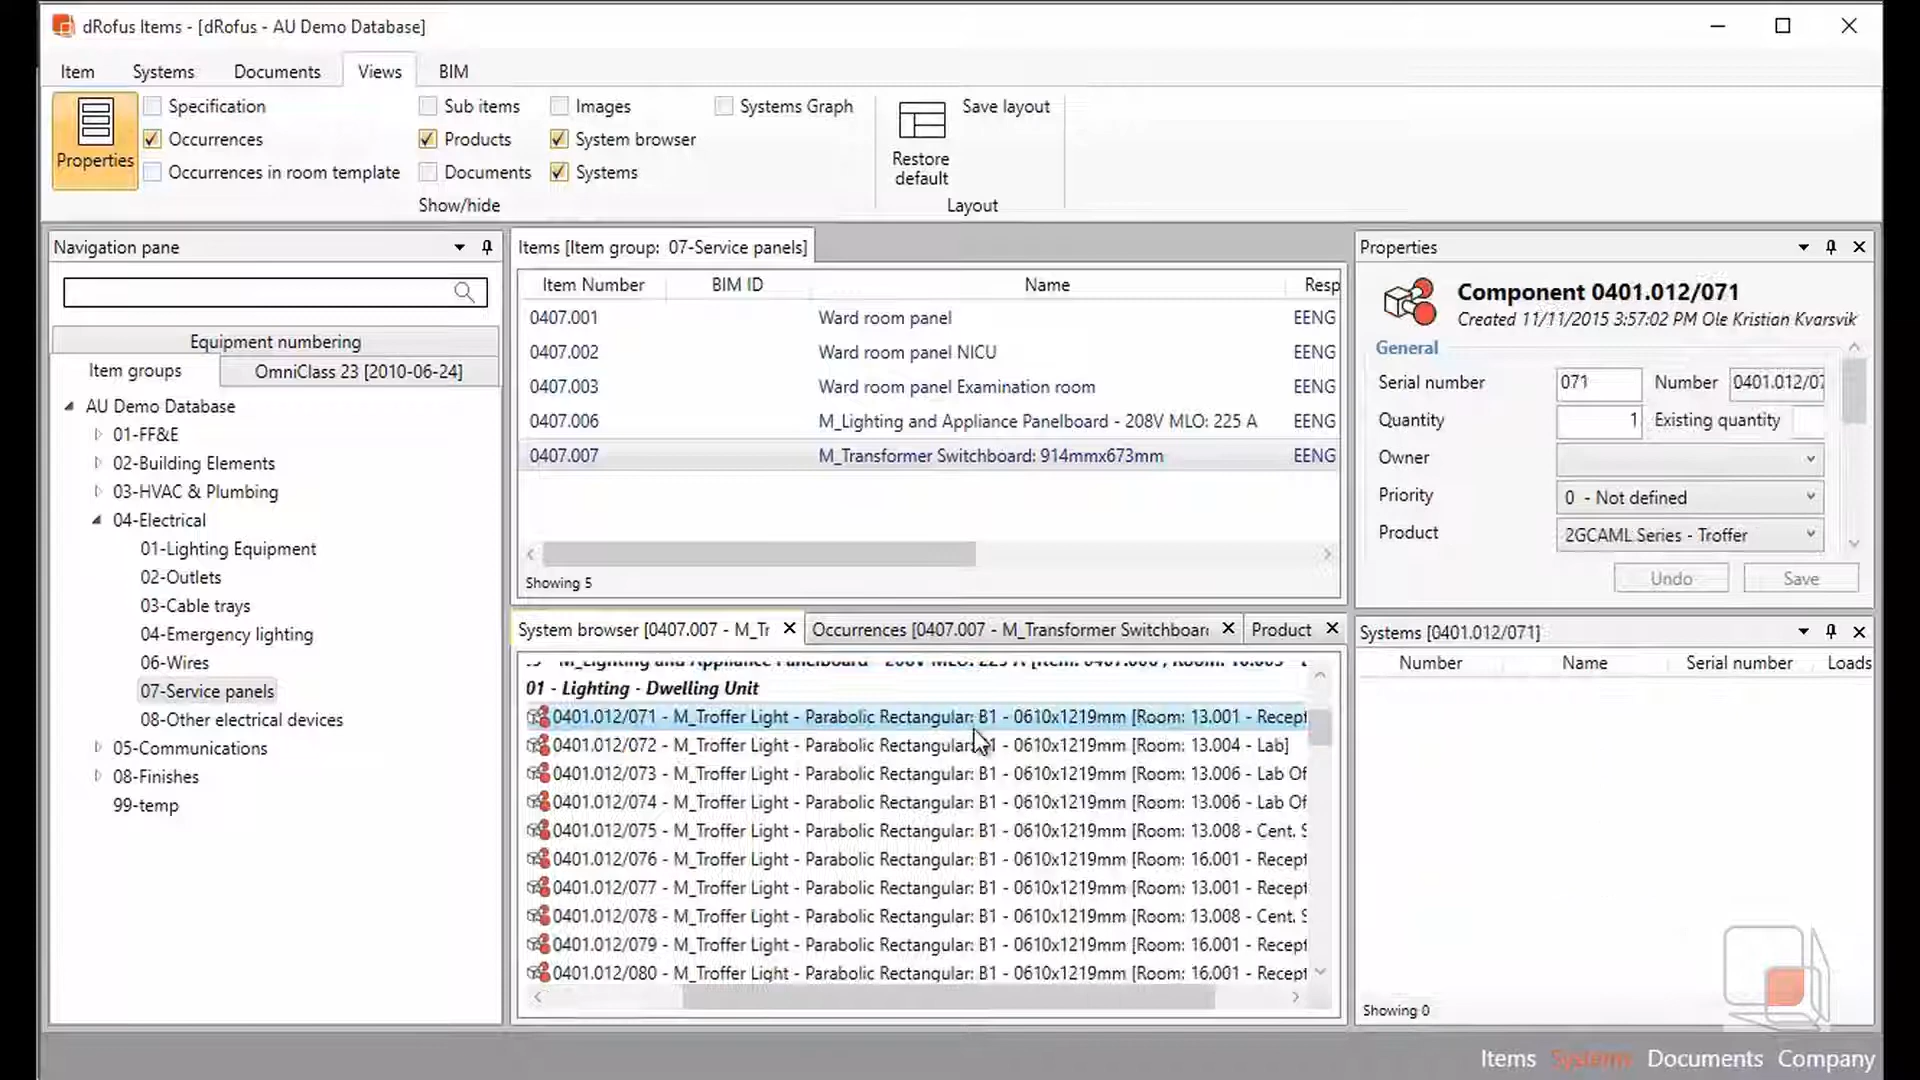 dRofus Items - [dRofus - AU Demo Database]
Item Systems Documents Views BIM
Properties
Specification
Occurrences
Occurrences in room template
Sub items
Products
Documents
Images
System browser
Systems
Systems Graph
Show/hide
Restore
default
Save layout
Layout
Navigation pane
Equipment numbering
Item groups OmniClass 23 [2010-06-24]
AU Demo Database
01-FF&E
02-Building Elements
03-HVAC & Plumbing
04-Electrical
01-Lighting Equipment
02-Outlets
03-Cable trays
04-Emergency lighting
06-Wires
07-Service panels
08-Other electrical devices
05-Communications
08-Finishes
99-temp
Items [Item group: 07-Service panels]
Item Number BIM ID Name Resp
0407.001 Ward room panel EENG
0407.002 Ward room panel NICU EENG
0407.003 Ward room panel Examination room EENG
0407.006 M_Lighting and Appliance Panelboard - 208V MLO: 225 A EENG
0407.007 M_Transformer Switchboard: 914mmx673mm EENG
Showing 5
System browser [0407.007 - M_Tr Occurrences [0407.007 - M_Transformer Switchboard Product
M_Lighting and Appliance Panelboard - 208V MLO: 225 A [Item: 0407.006 , Room: 16.005 -
01 - Lighting - Dwelling Unit
0401.012/071 - M_Troffer Light - Parabolic Rectangular: B1 - 0610x1219mm [Room: 13.001 - Recept
0401.012/072 - M_Troffer Light - Parabolic Rectangular: B1 - 0610x1219mm [Room: 13.004 - Lab]
0401.012/073 - M_Troffer Light - Parabolic Rectangular: B1 - 0610x1219mm [Room: 13.006 - Lab Of
0401.012/074 - M_Troffer Light - Parabolic Rectangular: B1 - 0610x1219mm [Room: 13.006 - Lab Of
0401.012/075 - M_Troffer Light - Parabolic Rectangular: B1 - 0610x1219mm [Room: 13.008 - Cent. S
0401.012/076 - M_Troffer Light - Parabolic Rectangular: B1 - 0610x1219mm [Room: 16.001 - Recept
0401.012/077 - M_Troffer Light - Parabolic Rectangular: B1 - 0610x1219mm [Room: 13.001 - Recept
0401.012/078 - M_Troffer Light - Parabolic Rectangular: B1 - 0610x1219mm [Room: 13.008 - Cent. S
0401.012/079 - M_Troffer Light - Parabolic Rectangular: B1 - 0610x1219mm [Room: 16.001 - Recept
0401.012/080 - M_Troffer Light - Parabolic Rectangular: B1 - 0610x1219mm [Room: 16.001 - Recept
Properties
Component 0401.012/071
Created 11/11/2015 3:57:02 PM Ole Kristian Kvarsvik
General
Serial number 071 Number 0401.012/07
Quantity 1 Existing quantity
Owner
Priority 0 - Not defined
Product 2GCAML Series - Troffer
Undo Save
Systems [0401.012/071]
Number Name Serial number Loads
Showing 0
Items Systems Documents Company